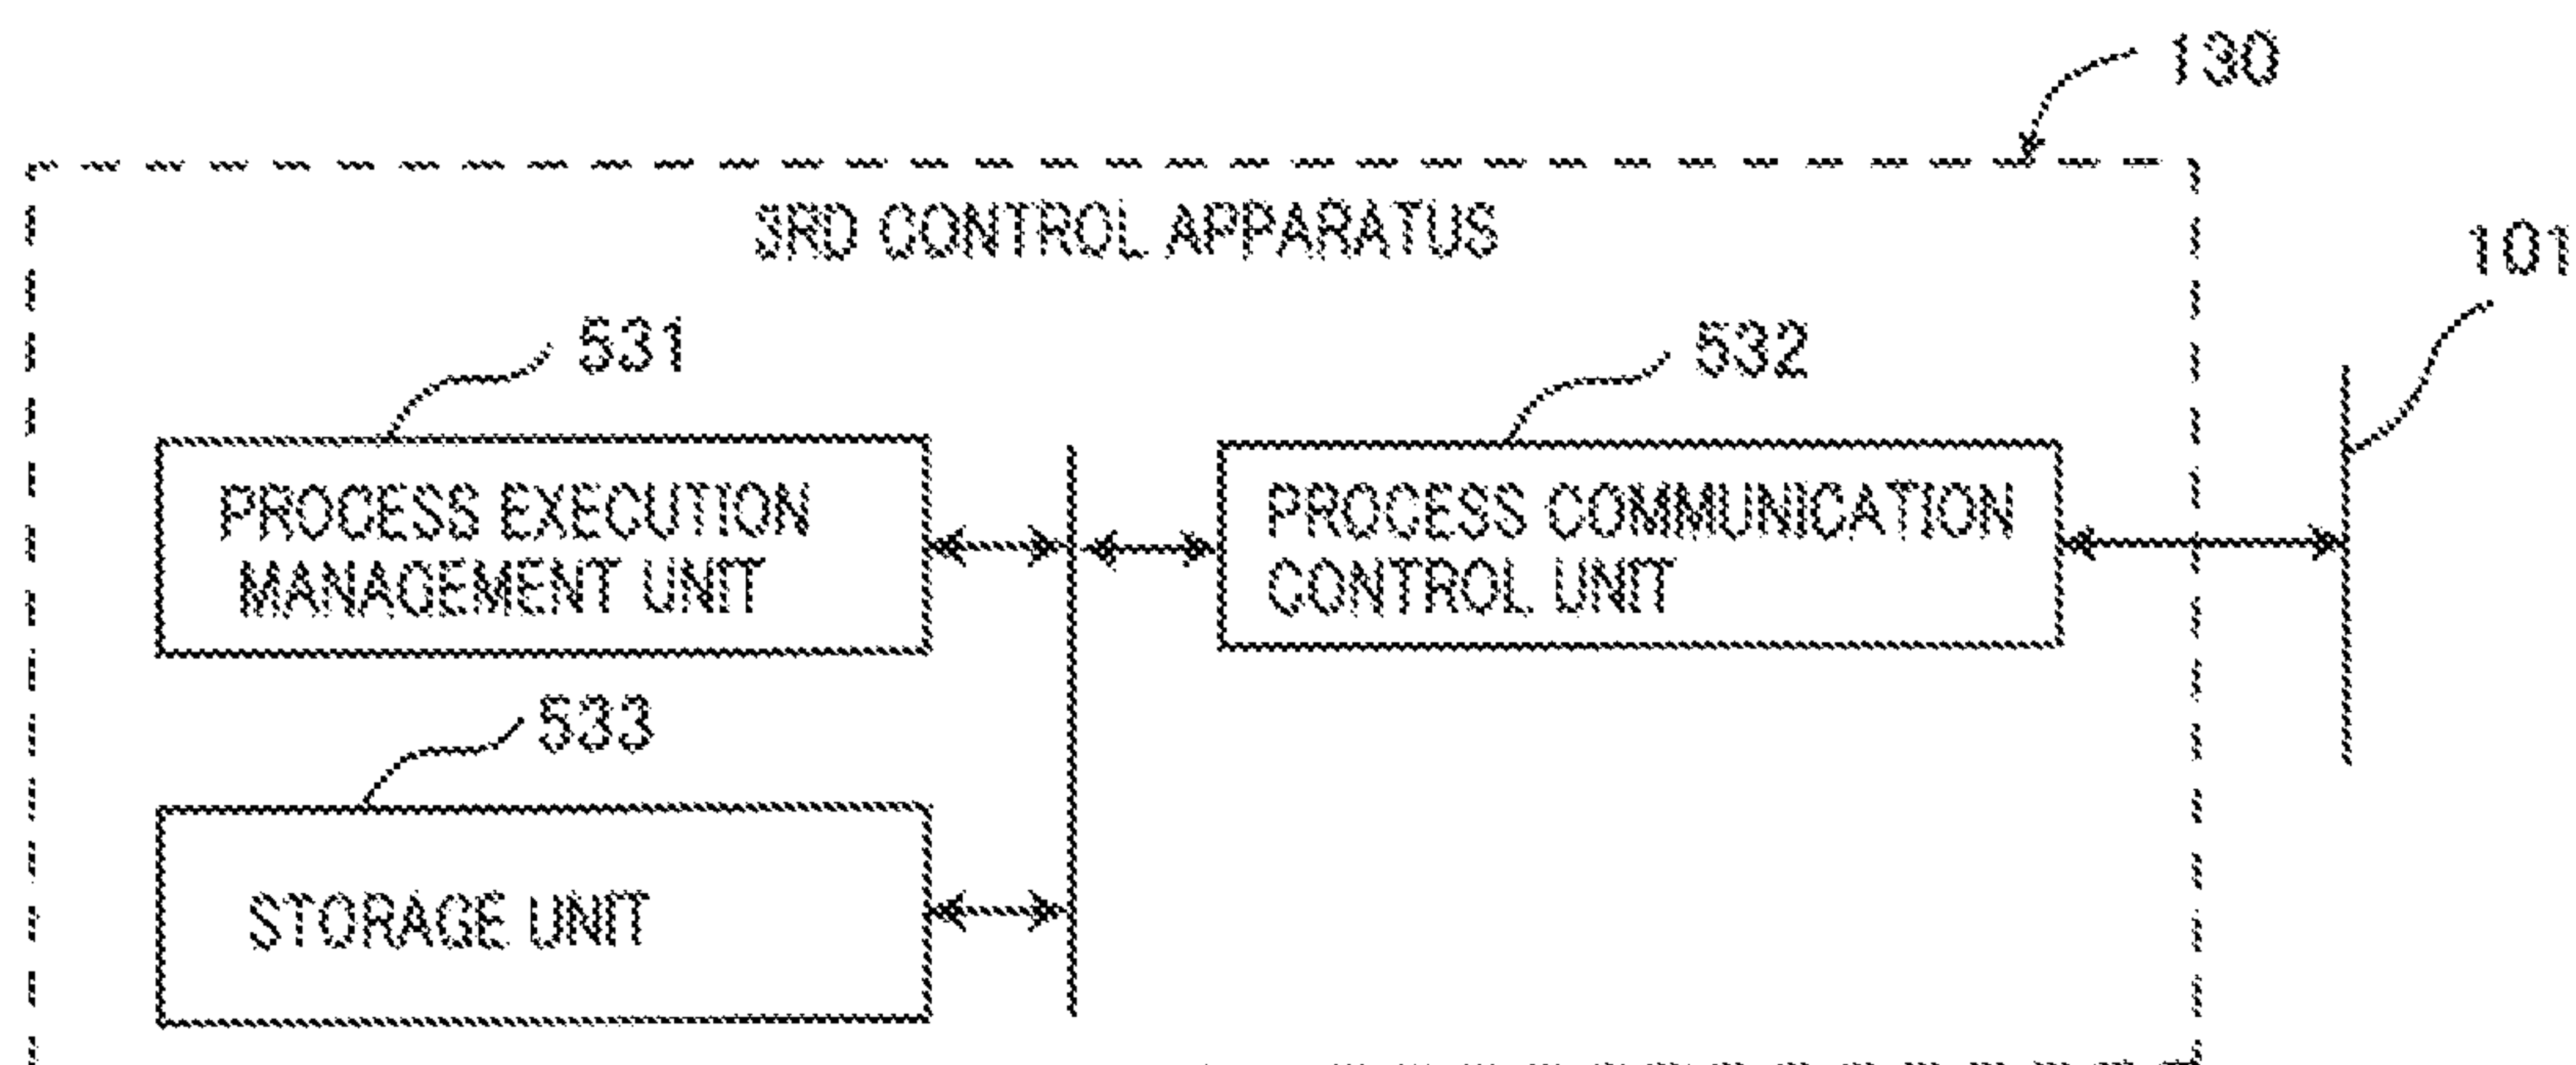 130
3RD CONTROL APPARATUS
101
531
532
PROCESS EXECUTION
MANAGEMENT UNIT
PROCESS COMMUNICATION
CONTROL UNIT
533
STORAGE UNIT